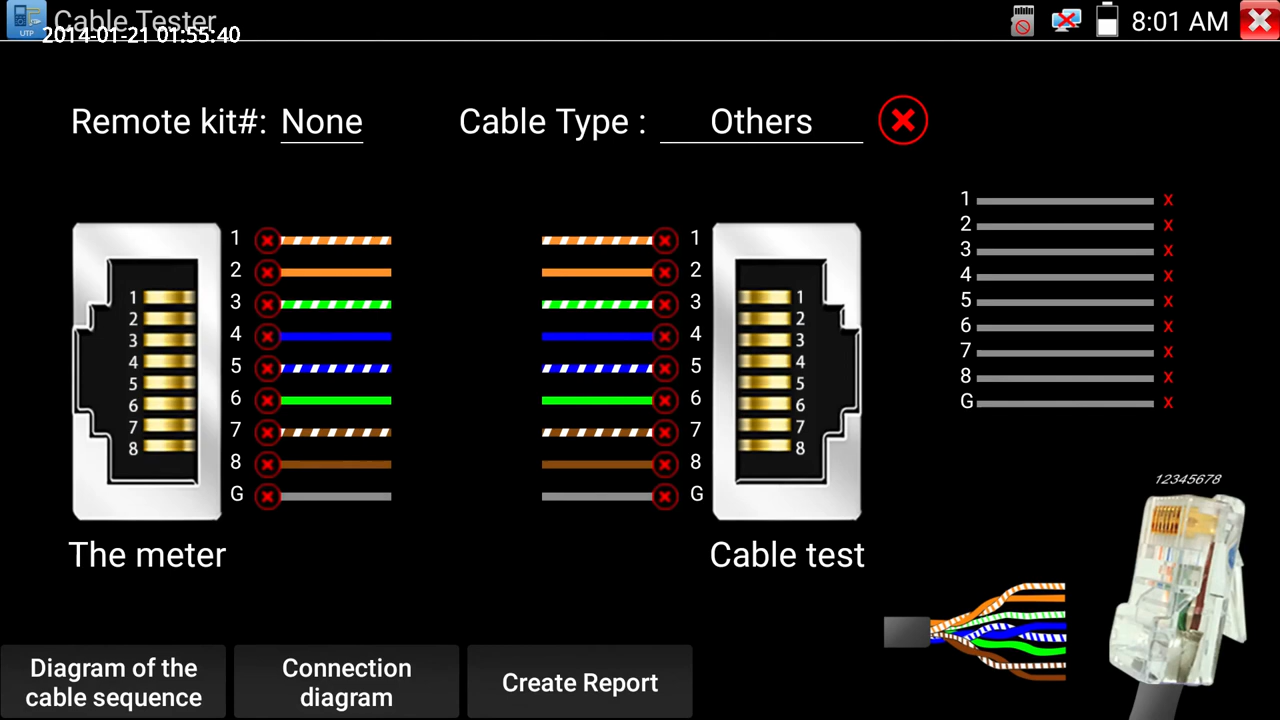 Cable Tester
2014-01-21 01:55:40
UTP
8:01 AM
Remote kit#: None
Cable Type : Others
1
2
3
4
5
6
7
8
1
2
3
4
5
6
7
8
G
The meter
1
2
3
4
5
6
7
8
G
1
2
3
4
5
6
7
8
Cable test
1 x
2 x
3 x
4 x
5 x
6 x
7 x
8 x
G x
12345678
Diagram of the
cable sequence
Connection
diagram
Create Report